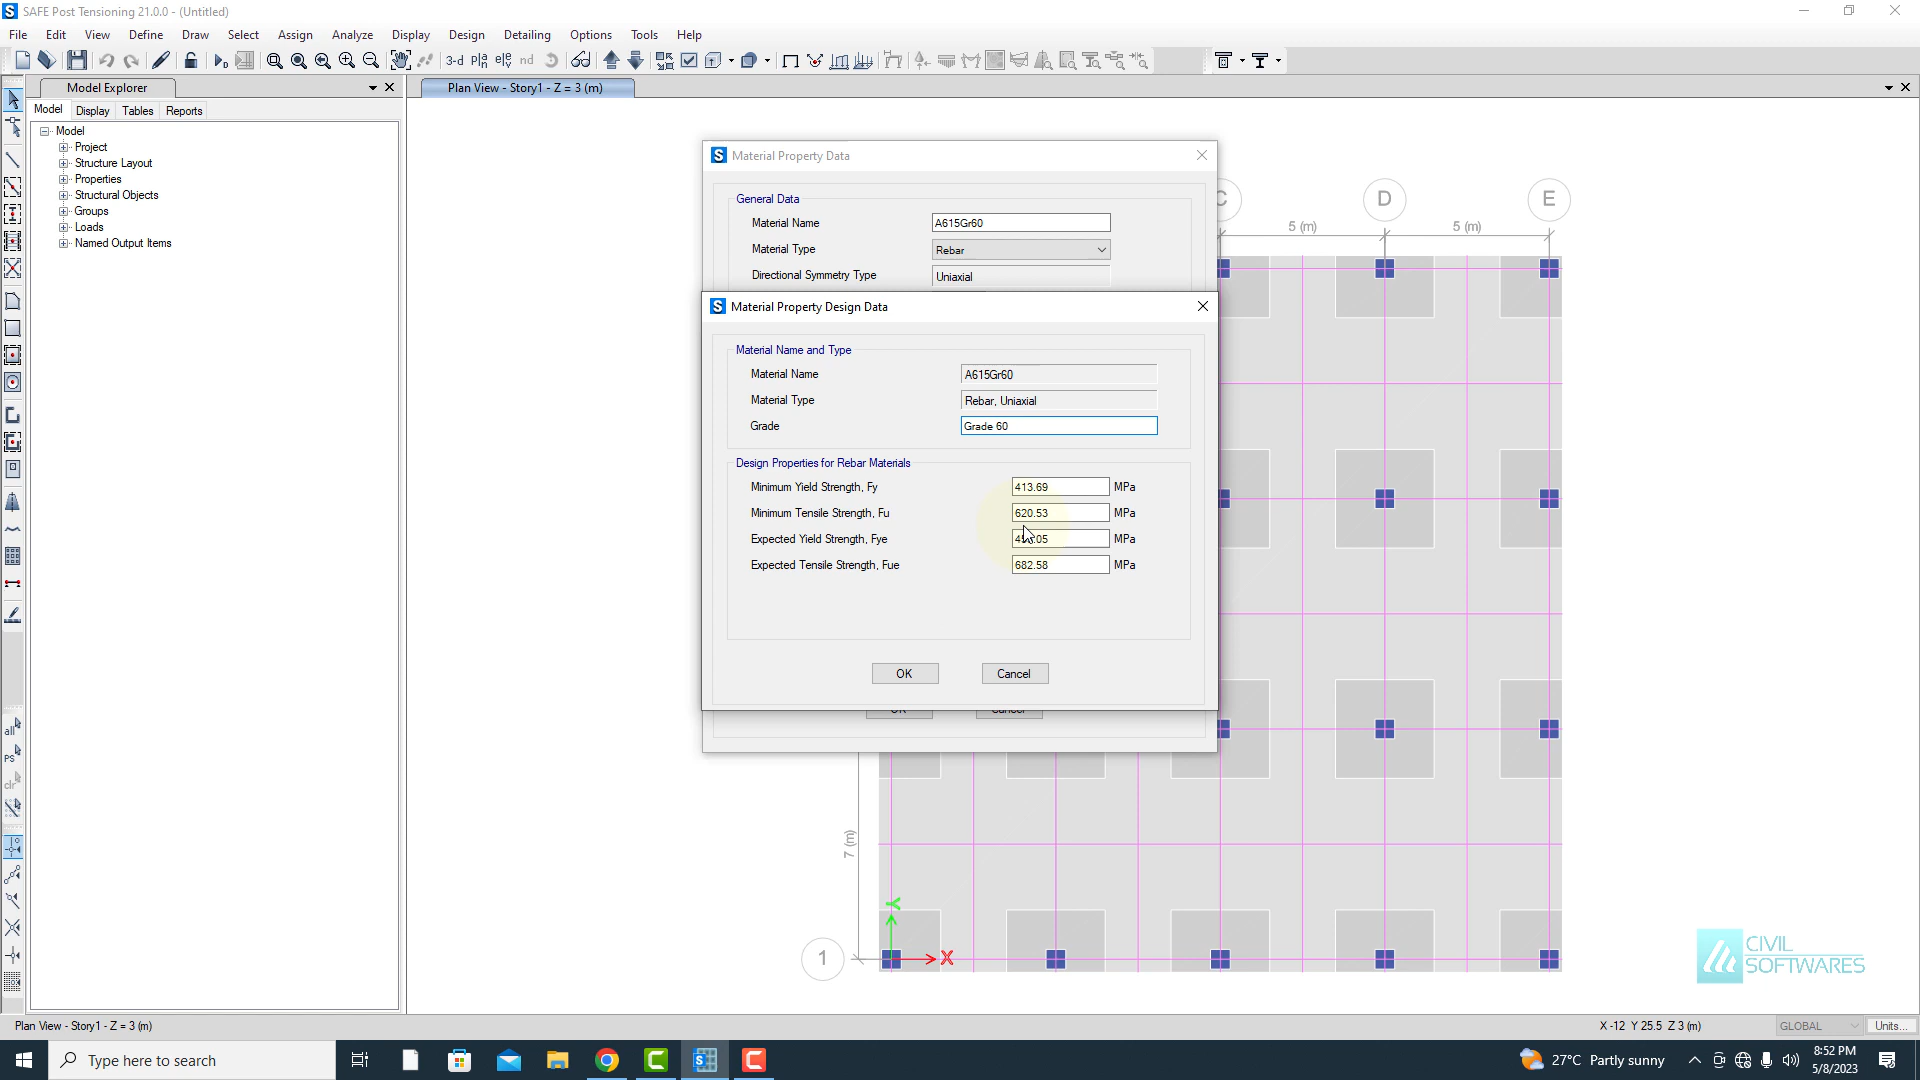 SAFE Post Tensioning 21.0.0 - (Untitled)
File Edit View Define Draw Select Assign Analyze Display Design Detailing Options Tools Help
3-d nd
Model Explorer
Plan View - Story1 - Z = 3 (m)
Model Display Tables Reports
Model
Project
Structure Layout
Properties
Structural Objects
Groups
Loads
Named Output Items
Material Property Data
General Data
Material Name A615Gr60
Material Type Rebar
Directional Symmetry Type Uniaxial
Material Property Design Data
Material Name and Type
Material Name A615Gr60
Material Type Rebar, Uniaxial
Grade Grade 60
Design Properties for Rebar Materials
Minimum Yield Strength, Fy 413.69 MPa
Minimum Tensile Strength, Fu 620.53 MPa
Expected Yield Strength, Fye MPa
Expected Tensile Strength, Fue 682.58 MPa
OK Cancel
C D E
5 (m) 5 (m)
7 (m)
1
Y
X
all
PS
clr
CIVIL
SOFTWARES
Plan View - Story1 - Z = 3 (m)
X -12 Y 25.5 Z 3 (m)
GLOBAL
Units...
Type here to search
27°C Partly sunny
8:52 PM
5/8/2023